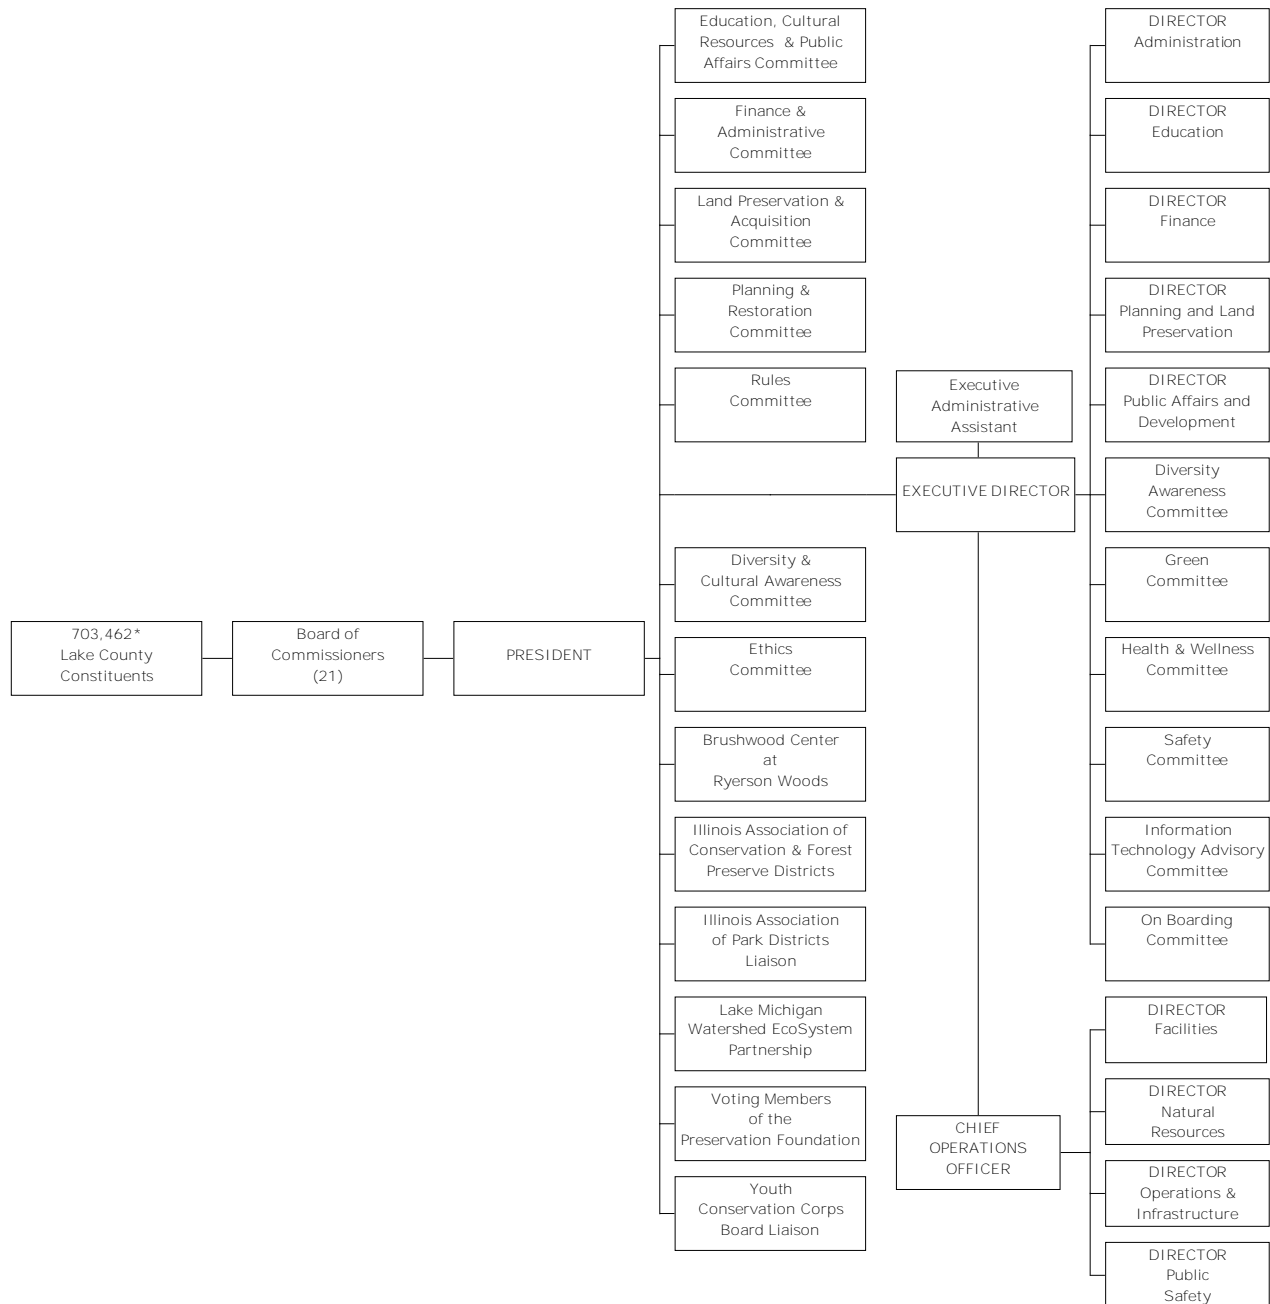 703,462*
Lake County
Constituents
Board of
Commissioners
(21)
PRESIDENT
Education, Cultural
Resources & Public
Affairs Committee
Finance &
Administrative
Committee
Land Preservation &
Acquisition
Committee
Planning &
Restoration
Committee
Rules
Committee
Diversity &
Cultural Awareness
Committee
Ethics
Committee
Brushwood Center
at
Ryerson Woods
Illinois Association of
Conservation & Forest
Preserve Districts
Illinois Association
of Park Districts
Liaison
Lake Michigan
Watershed EcoSystem
Partnership
Voting Members
of the
Preservation Foundation
Youth
Conservation Corps
Board Liaison
Executive
Administrative
Assistant
EXECUTIVE DIRECTOR
CHIEF
OPERATIONS
OFFICER
DIRECTOR
Administration
DIRECTOR
Education
DIRECTOR
Finance
DIRECTOR
Planning and Land
Preservation
DIRECTOR
Public Affairs and
Development
Diversity
Awareness
Committee
Green
Committee
Health & Wellness
Committee
Safety
Committee
Information
Technology Advisory
Committee
On Boarding
Committee
DIRECTOR
Facilities
DIRECTOR
Natural
Resources
DIRECTOR
Operations &
Infrastructure
DIRECTOR
Public
Safety